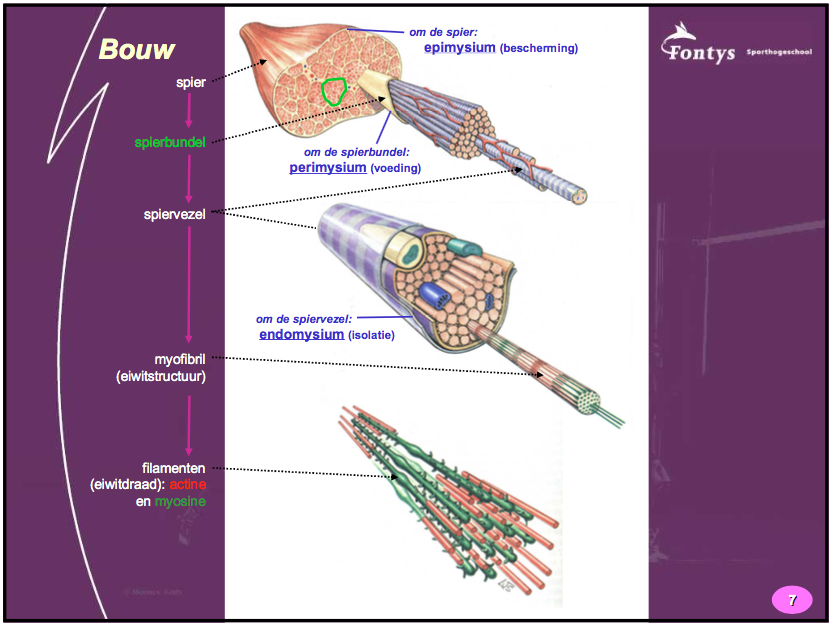 Bouw
om de spier:
epimysium (bescherming)
Fontys Sporthogeschool
spier
spierbundel
om de spierbundel:
perimysium (voeding)
spiervezel
om de spiervezel:
endomysium (isolatie)
myofibril
(eiwitstructuur)
filamenten
(eiwitdraad): actine
en myosine
7